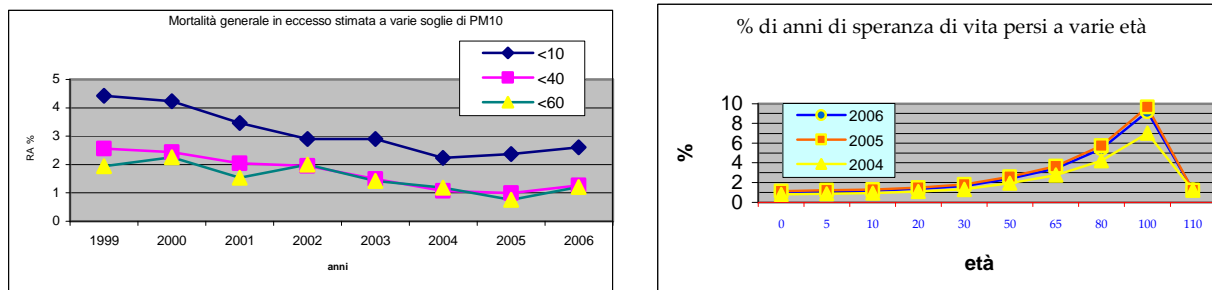 Mortalità generale in eccesso stimata a varie soglie di PM10
<10
<40
<60
5
4
3
2
1
0
RA %
1999 2000 2001 2002 2003 2004 2005 2006
anni
% di anni di speranza di vita persi a varie età
2006
2005
2004
10
8
6
4
2
0
%
0 5 10 20 30 50 65 80 100 110
età